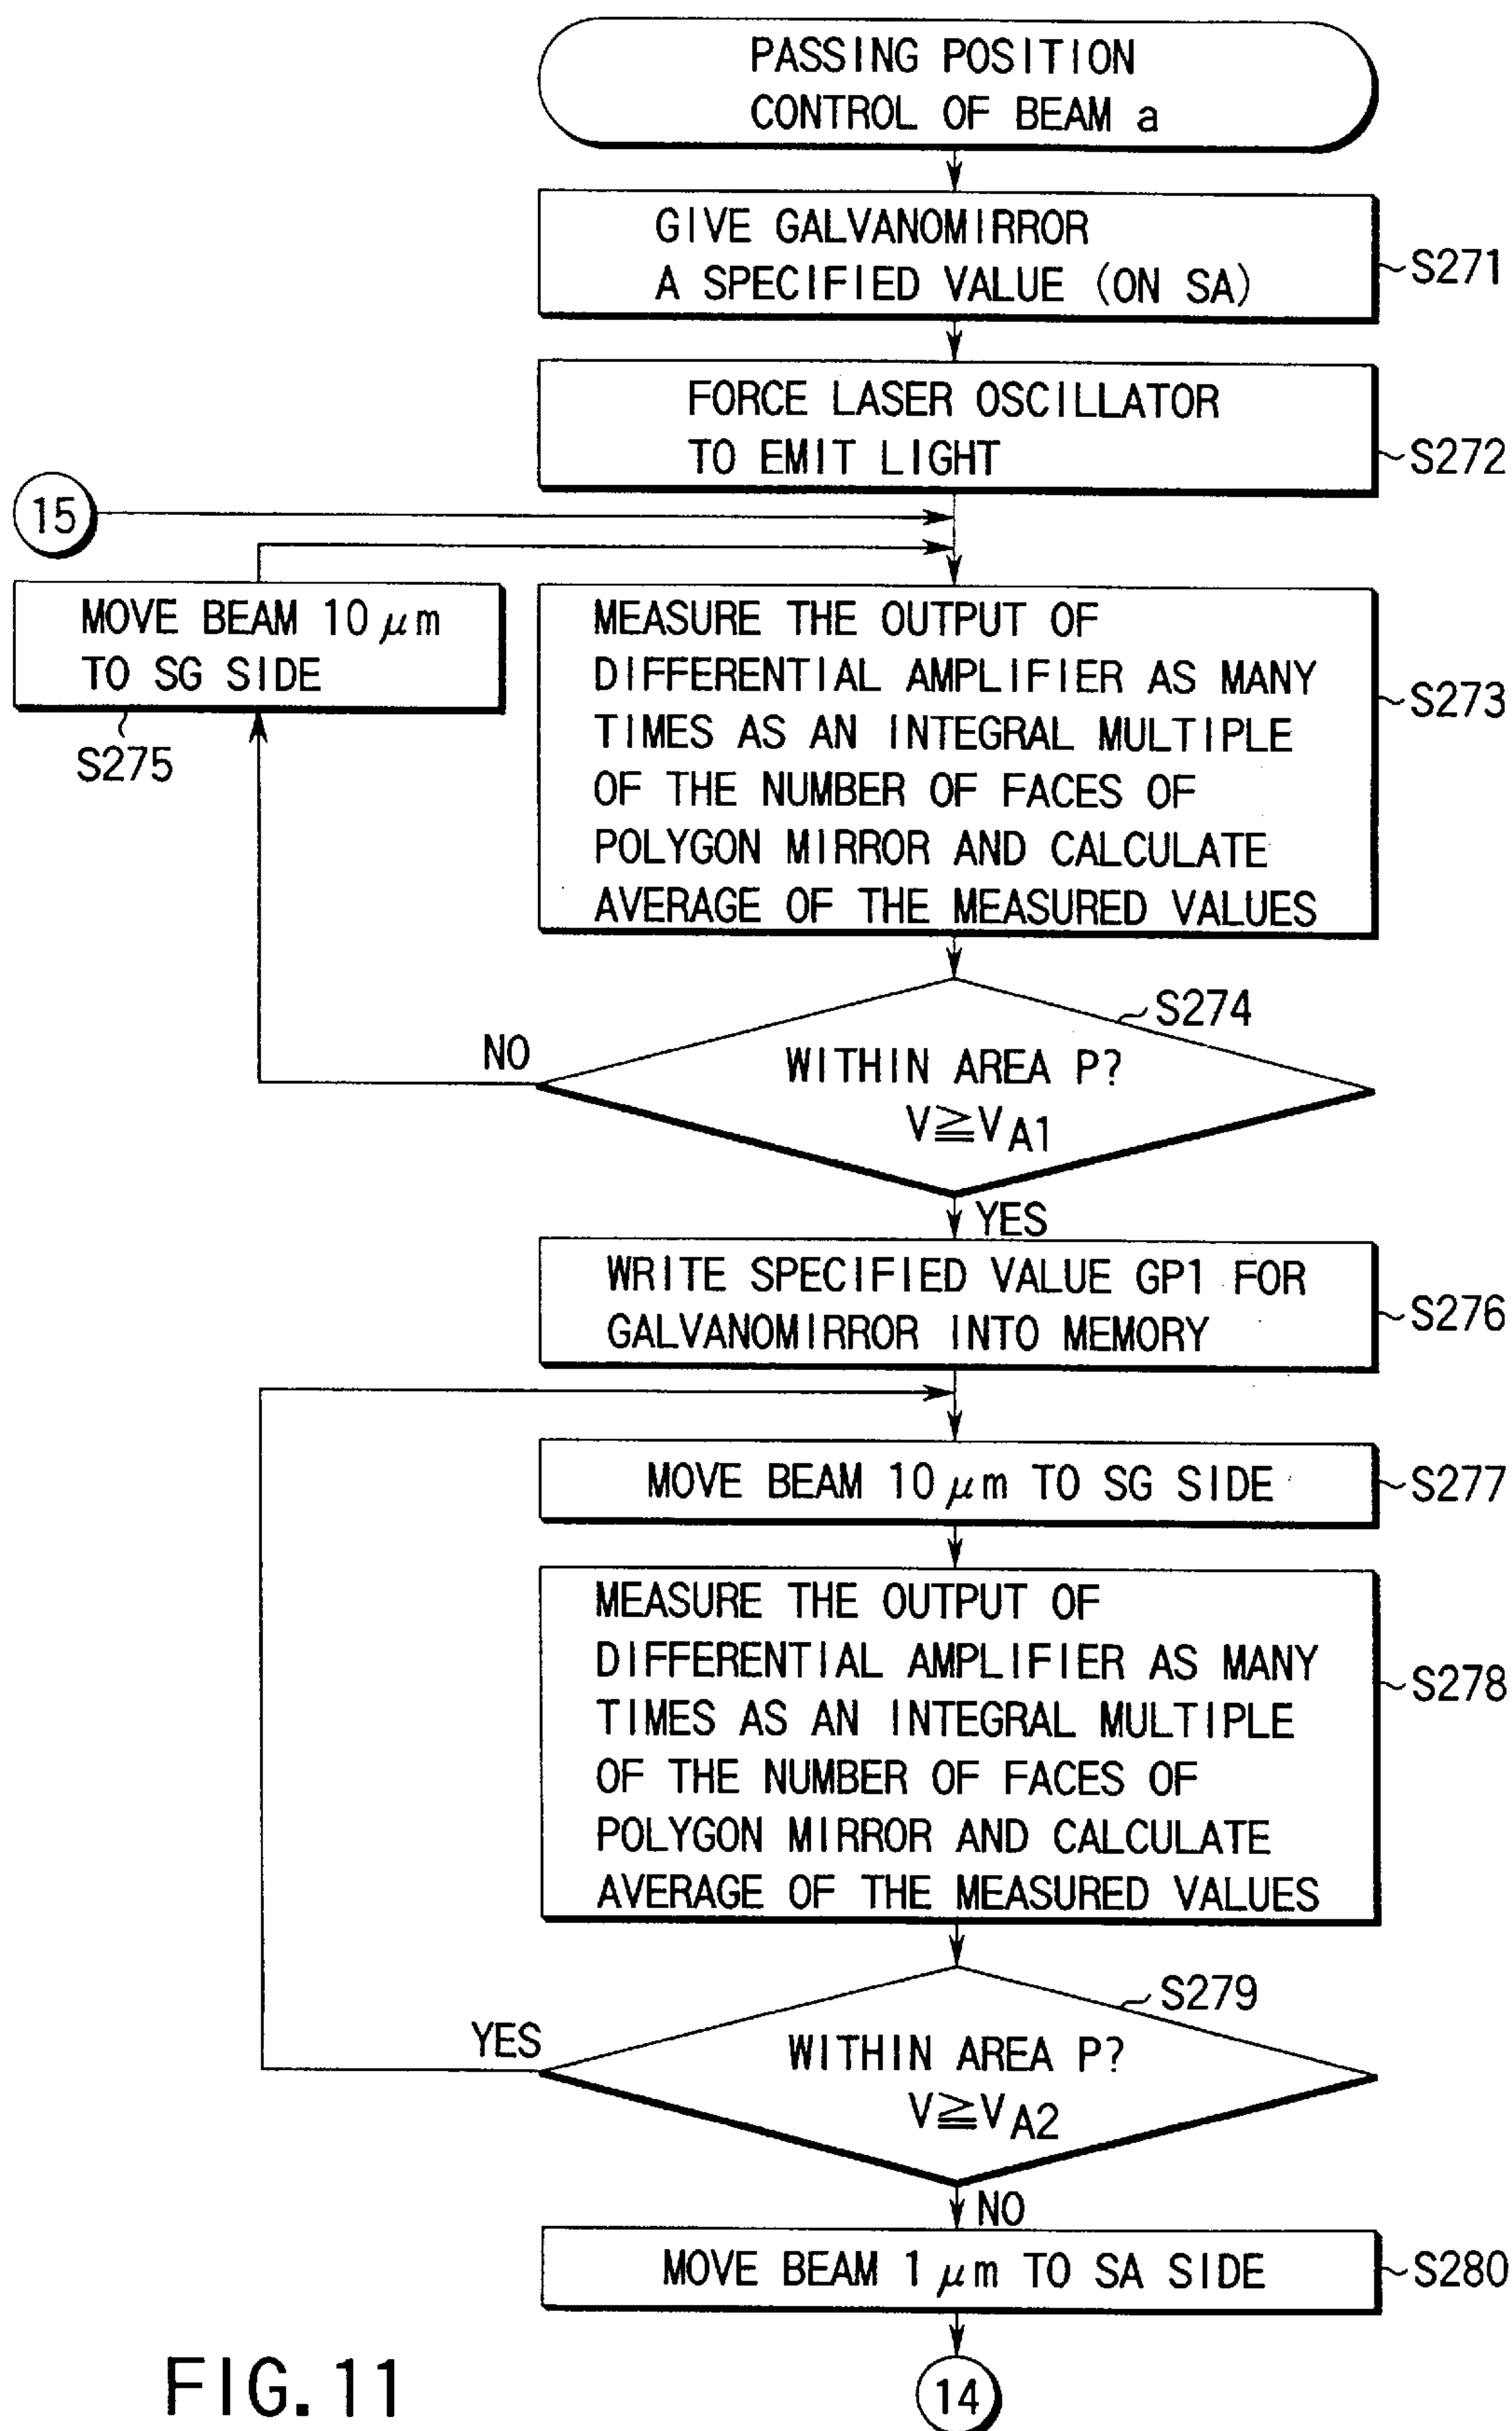 PASSING POSITION
CONTROL OF BEAM a
GIVE GALVANOMIRROR
A SPECIFIED VALUE (ON SA)
S271
FORCE LASER OSCILLATOR
TO EMIT LIGHT
S272
15
MOVE BEAM 10 μm
TO SG SIDE
S275
MEASURE THE OUTPUT OF
DIFFERENTIAL AMPLIFIER AS MANY
TIMES AS AN INTEGRAL MULTIPLE
OF THE NUMBER OF FACES OF
POLYGON MIRROR AND CALCULATE
AVERAGE OF THE MEASURED VALUES
S273
S274
NO
WITHIN AREA P?
V≧VA1
YES
WRITE SPECIFIED VALUE GP1 FOR
GALVANOMIRROR INTO MEMORY
S276
MOVE BEAM 10 μm TO SG SIDE
S277
MEASURE THE OUTPUT OF
DIFFERENTIAL AMPLIFIER AS MANY
TIMES AS AN INTEGRAL MULTIPLE
OF THE NUMBER OF FACES OF
POLYGON MIRROR AND CALCULATE
AVERAGE OF THE MEASURED VALUES
S278
S279
YES
WITHIN AREA P?
V≧VA2
NO
MOVE BEAM 1 μm TO SA SIDE
S280
14
FIG. 11